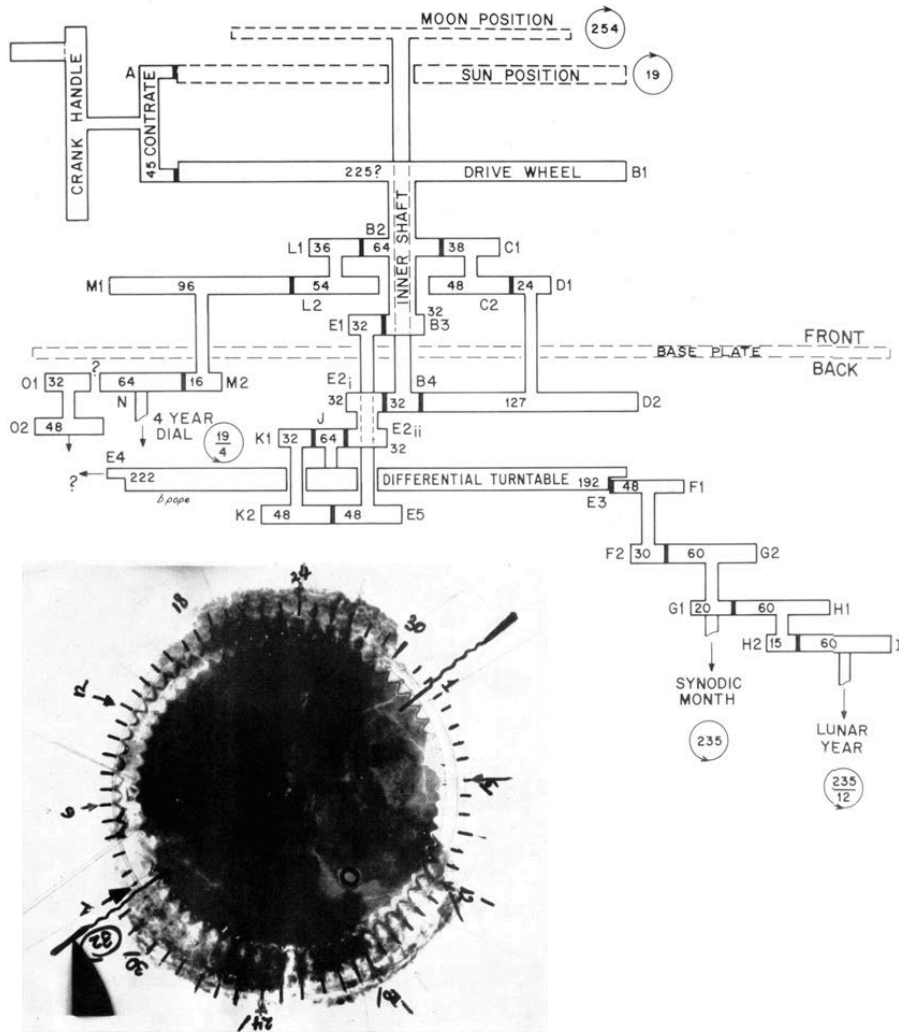 MOON POSITION
254
A
SUN POSITION
19
CRANK HANDLE
45 CONTRATE
225?
DRIVE WHEEL
B1
INNER SHAFT
B2
L1
36
64
38
C1
M1
96
54
48
24
D1
L2
C2
32
E1
32
B3
FRONT
BASE PLATE
BACK
?
O1
32
64
16
M2
E2i
B4
N
32
32
127
D2
O2
48
4 YEAR
DIAL
19/4
J
E2ii
K1
32
64
32
E4
?
222
DIFFERENTIAL TURNTABLE
192
48
F1
b.pope
E3
K2
48
48
E5
F2
30
60
G2
G1
20
60
H1
H2
15
60
I
SYNODIC
MONTH
235
LUNAR
YEAR
235/12
24
18
30
12
6
82
30
24
18